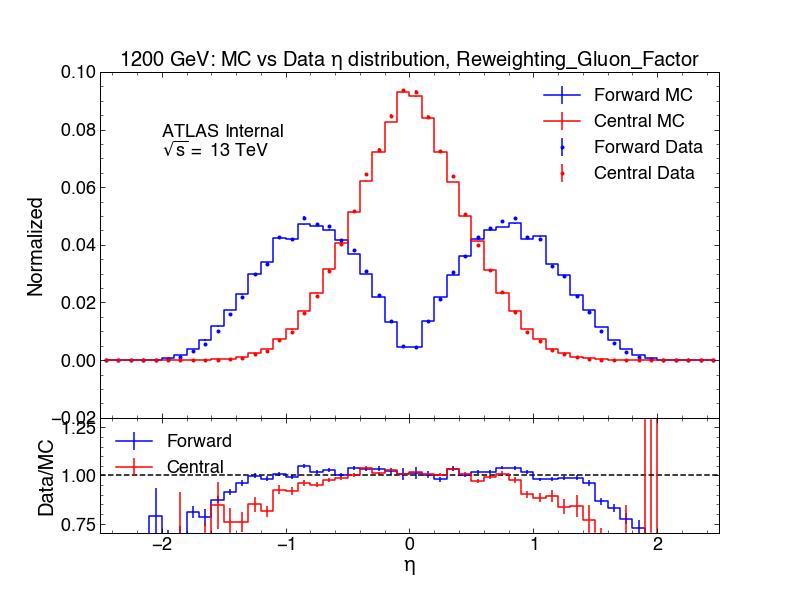 1200 GeV: MC vs Data η distribution, Reweighting_Gluon_Factor
0.10
0.08
0.06
0.04
0.02
0.00
−0.02
Normalized
ATLAS Internal
√s = 13 TeV
Forward MC
Central MC
Forward Data
Central Data
1.25
1.00
0.75
Data/MC
Forward
Central
−2
−1
0
1
2
η